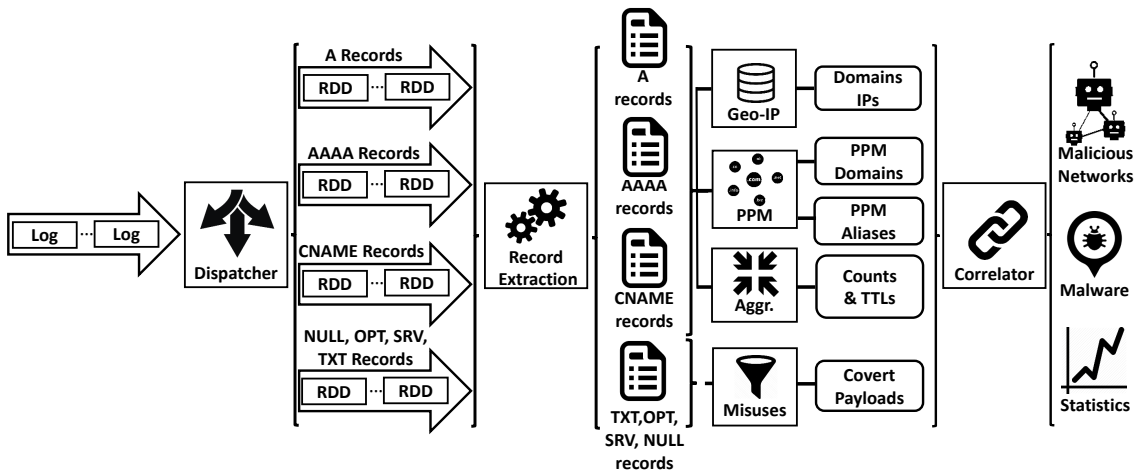 Log ... Log
Dispatcher
A Records
RDD ... RDD
AAAA Records
RDD ... RDD
CNAME Records
RDD ... RDD
NULL, OPT, SRV,
TXT Records
RDD ... RDD
Record
Extraction
A
records
AAAA
records
CNAME
records
TXT,OPT,
SRV, NULL
records
Geo-IP
.com
PPM
Aggr.
Misuses
Domains
IPs
PPM
Domains
PPM
Aliases
Counts
& TTLs
Covert
Payloads
Correlator
Malicious
Networks
Malware
Statistics